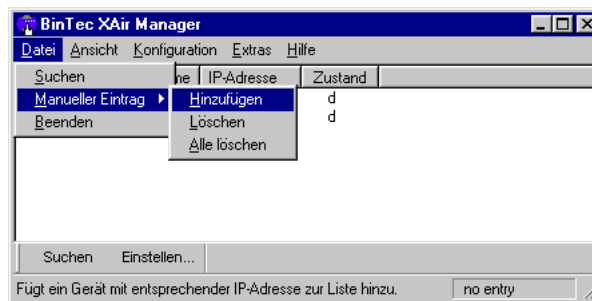 BinTec XAir Manager
Datei Ansicht Konfiguration Extras Hilfe
Suchen
Manueller Eintrag
Beenden
Hinzufügen
Löschen
Alle löschen
me IP-Adresse Zustand
d
d
Suchen Einstellen...
Fügt ein Gerät mit entsprechender IP-Adresse zur Liste hinzu. no entry